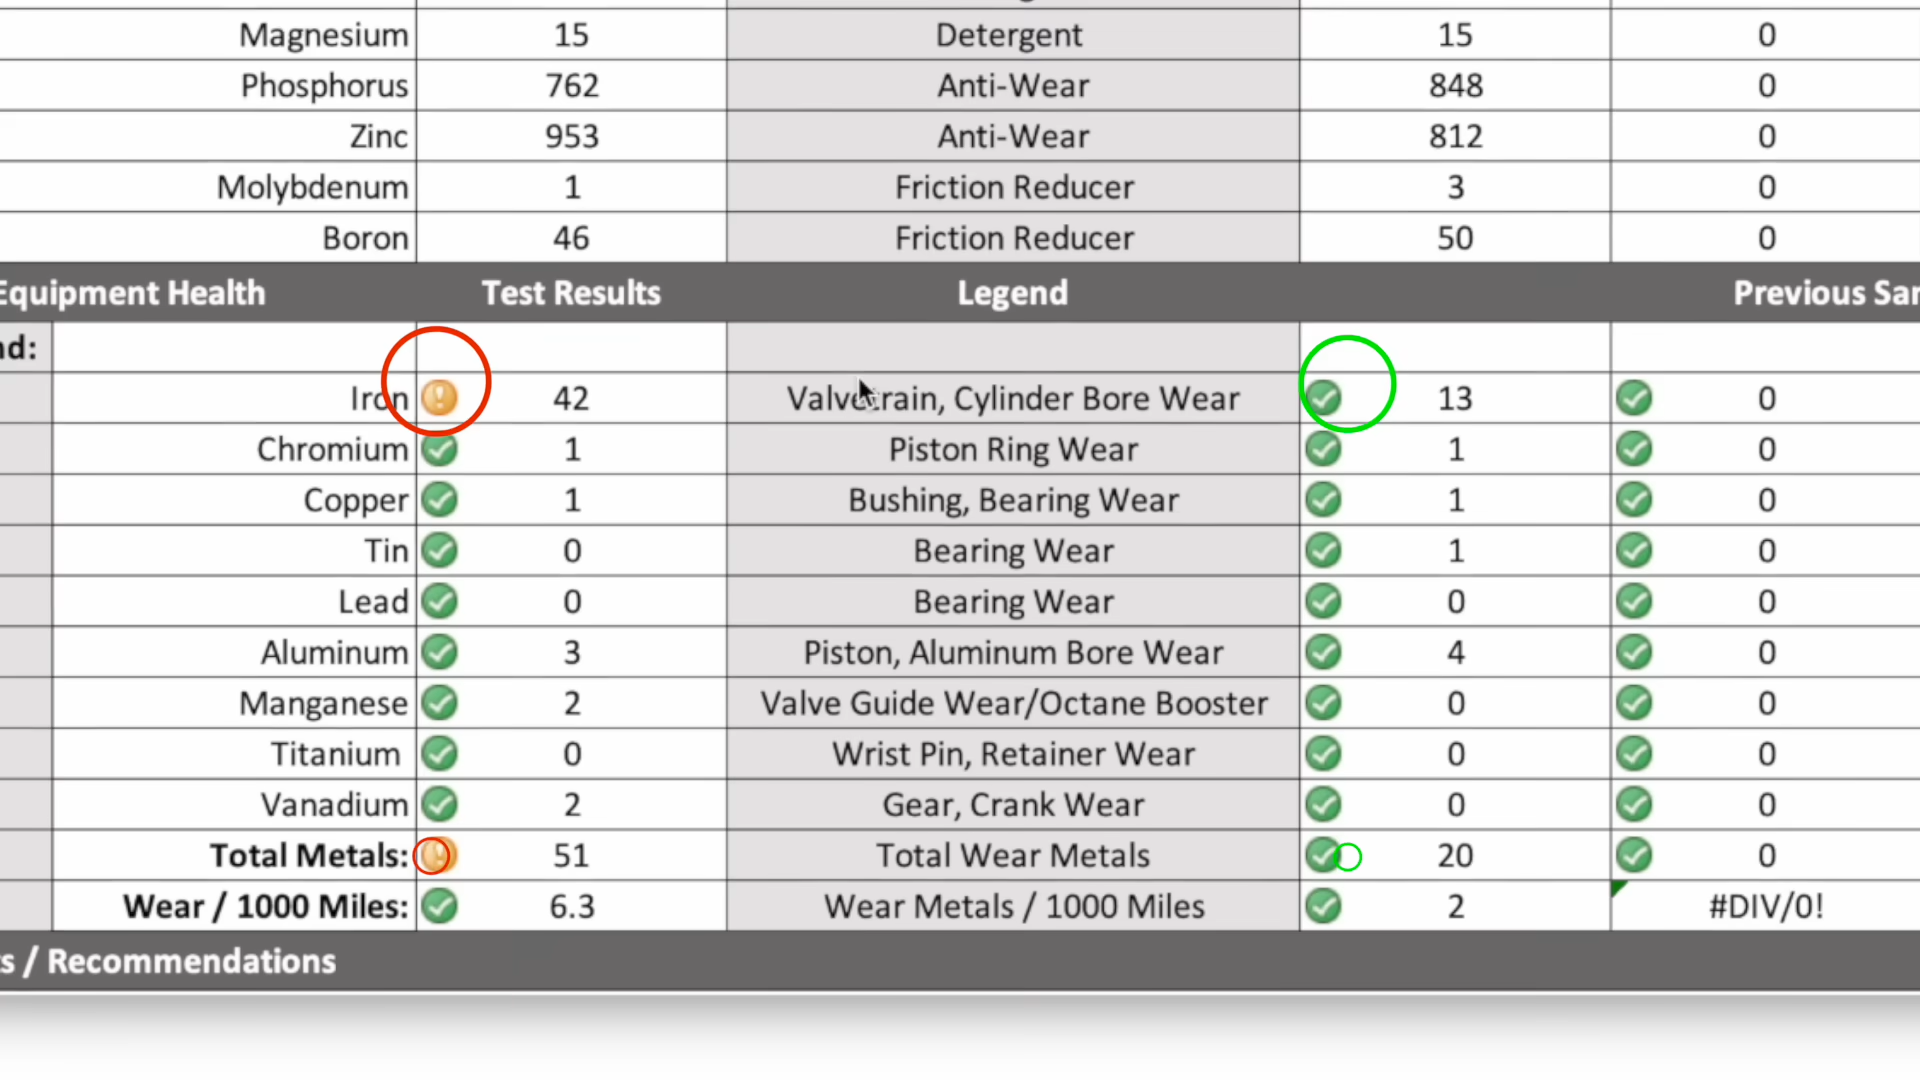 Magnesium 15 Detergent 15 0
Phosphorus 762 Anti-Wear 848 0
Zinc 953 Anti-Wear 812 0
Molybdenum 1 Friction Reducer 3 0
Boron 46 Friction Reducer 50 0
Equipment Health Test Results Legend Previous Sar
nd:
Iron 42 Valvetrain, Cylinder Bore Wear 13 0
Chromium 1 Piston Ring Wear 1 0
Copper 1 Bushing, Bearing Wear 1 0
Tin 0 Bearing Wear 1 0
Lead 0 Bearing Wear 0 0
Aluminum 3 Piston, Aluminum Bore Wear 4 0
Manganese 2 Valve Guide Wear/Octane Booster 0 0
Titanium 0 Wrist Pin, Retainer Wear 0 0
Vanadium 2 Gear, Crank Wear 0 0
Total Metals: 51 Total Wear Metals 20 0
Wear / 1000 Miles: 6.3 Wear Metals / 1000 Miles 2 #DIV/0!
s / Recommendations